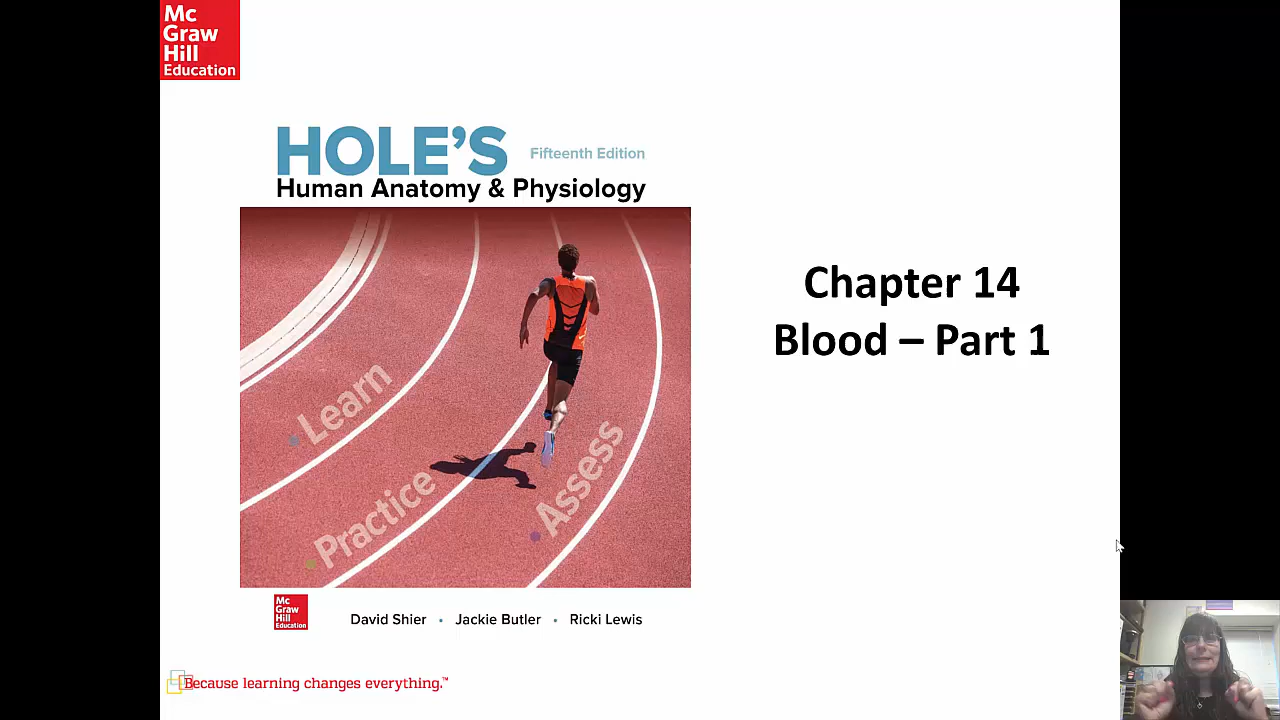 Mc
Graw
Hill
Education
HOLE'S Fifteenth Edition
Human Anatomy & Physiology
Learn
Practice
Assess
Mc
Graw
Hill
Education
David Shier • Jackie Butler • Ricki Lewis
Because learning changes everything.™
Chapter 14
Blood – Part 1